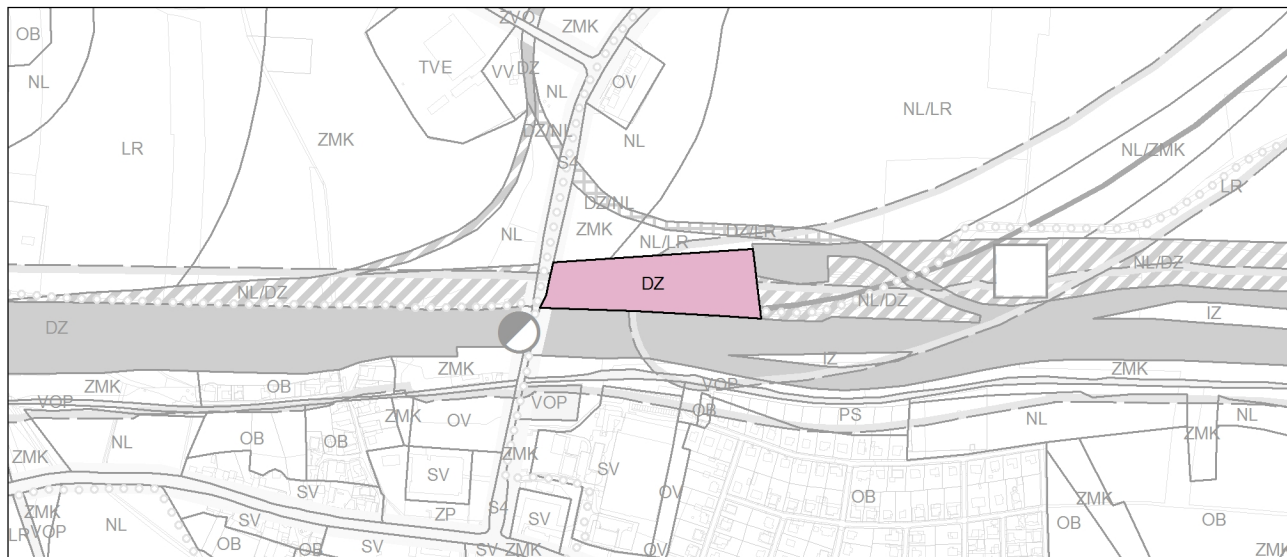 ZVO
ZMK
OB
TVE
VV
DZ
OV
NL
NL
NL/LR
DZ/NL
ZMK
NL
LR
NL/ZMK
S4
LR
DZ/NL
NL
ZMK
DZ/LR
NL/LR
NL/DZ
DZ
NL/DZ
NL/DZ
IZ
DZ
IZ
ZMK
ZMK
ZMK
OB
VOP
VOP
VOP
OB
PS
ZMK
OV
NL
NL
NL
ZMK
OB
OB
ZMK
ZMK
SV
SV
OB
OV
SV
ZMK
S4
ZP
SV
ZMK
LR
VOP
NL
SV
OB
OB
OB
OB
SV
SV
ZMK
OV
ZMK